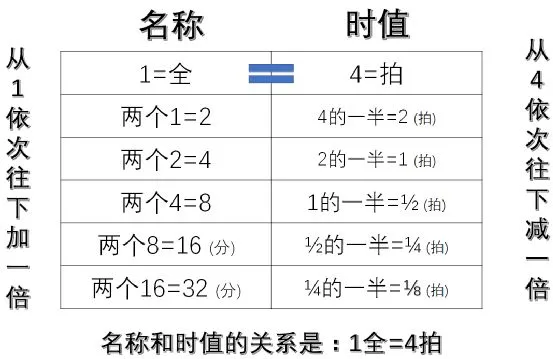 名称 时值
从1依次往下加一倍
1=全 = 4=拍
两个1=2 4的一半=2 (拍)
两个2=4 2的一半=1 (拍)
两个4=8 1的一半=½ (拍)
两个8=16 (分) ½的一半=¼ (拍)
两个16=32 (分) ¼的一半=⅛ (拍)
从4依次往下减一倍
名称和时值的关系是：1全=4拍